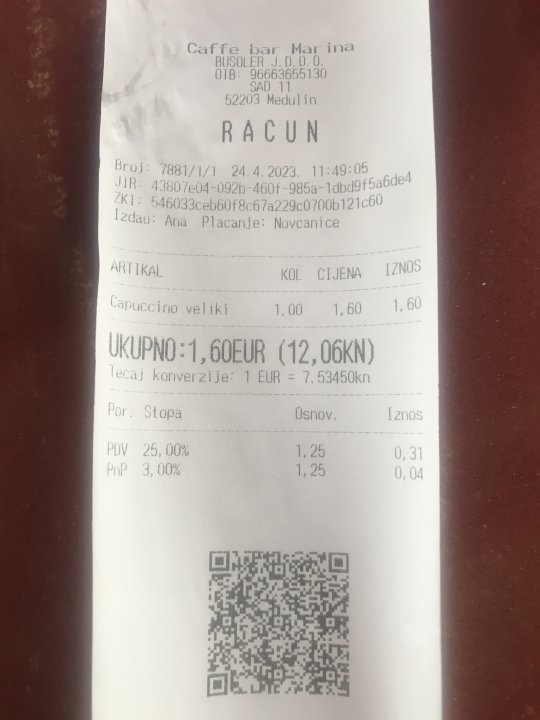 Caffe bar Marina
BUSOLER J.D.O.O.
OIB: 96663655130
SAD 11
52203 Medulin
RACUN
Broj: 7881/1/1 24.4.2023. 11:49:05
JIR: 43807e04-092b-460f-985a-1dbd9f5a6de4
ZKI: 546033ceb60f8c67a229c0700b121c60
Izdao: Ana Placanje: Novcanice
ARTIKAL KOL CIJENA IZNOS
Capuccino veliki 1,00 1,60 1,60
UKUPNO:1,60EUR (12,06KN)
Tecaj konverzije: 1 EUR = 7.53450kn
Por. Stopa Osnov. Iznos
PDV 25,00% 1,25 0,31
PnP 3,00% 1,25 0,04